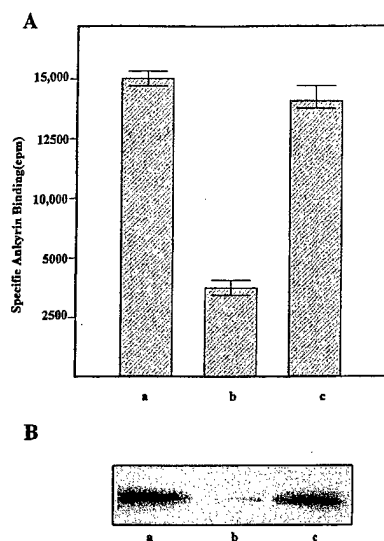 A
15,000
12500
10,000
5000
2500
Specific Ankyrin Binding(cpm)
a b c
B
a b c